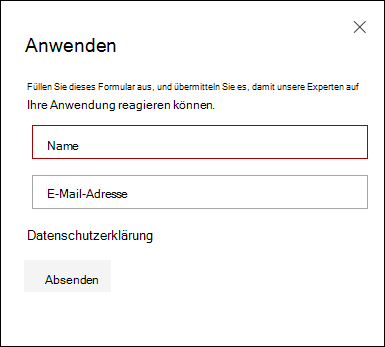 Anwenden
Füllen Sie dieses Formular aus, und übermitteln Sie es, damit unsere Experten auf
Ihre Anwendung reagieren können.
Name
E-Mail-Adresse
Datenschutzerklärung
Absenden